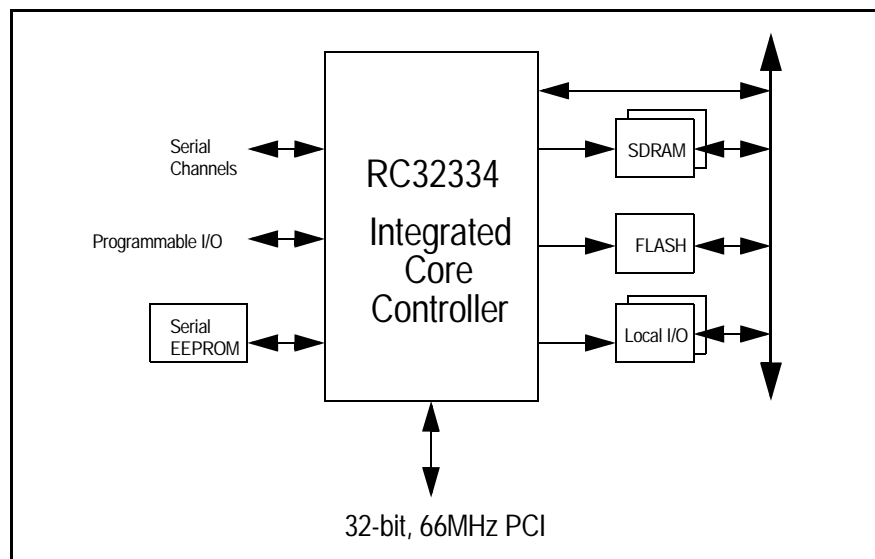 Serial
Channels
Programmable I/O
Serial
EEPROM
RC32334
Integrated
Core
Controller
SDRAM
FLASH
Local I/O
32-bit, 66MHz PCI